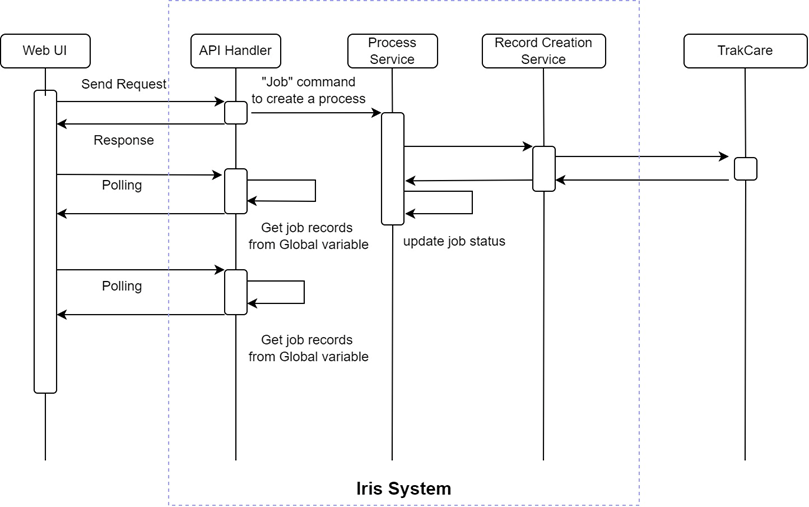 Web UI
API Handler
Process
Service
Record Creation
Service
TrakCare
Send Request
"Job" command
to create a process
Response
Polling
Get job records
from Global variable
update job status
Polling
Get job records
from Global variable
Iris System